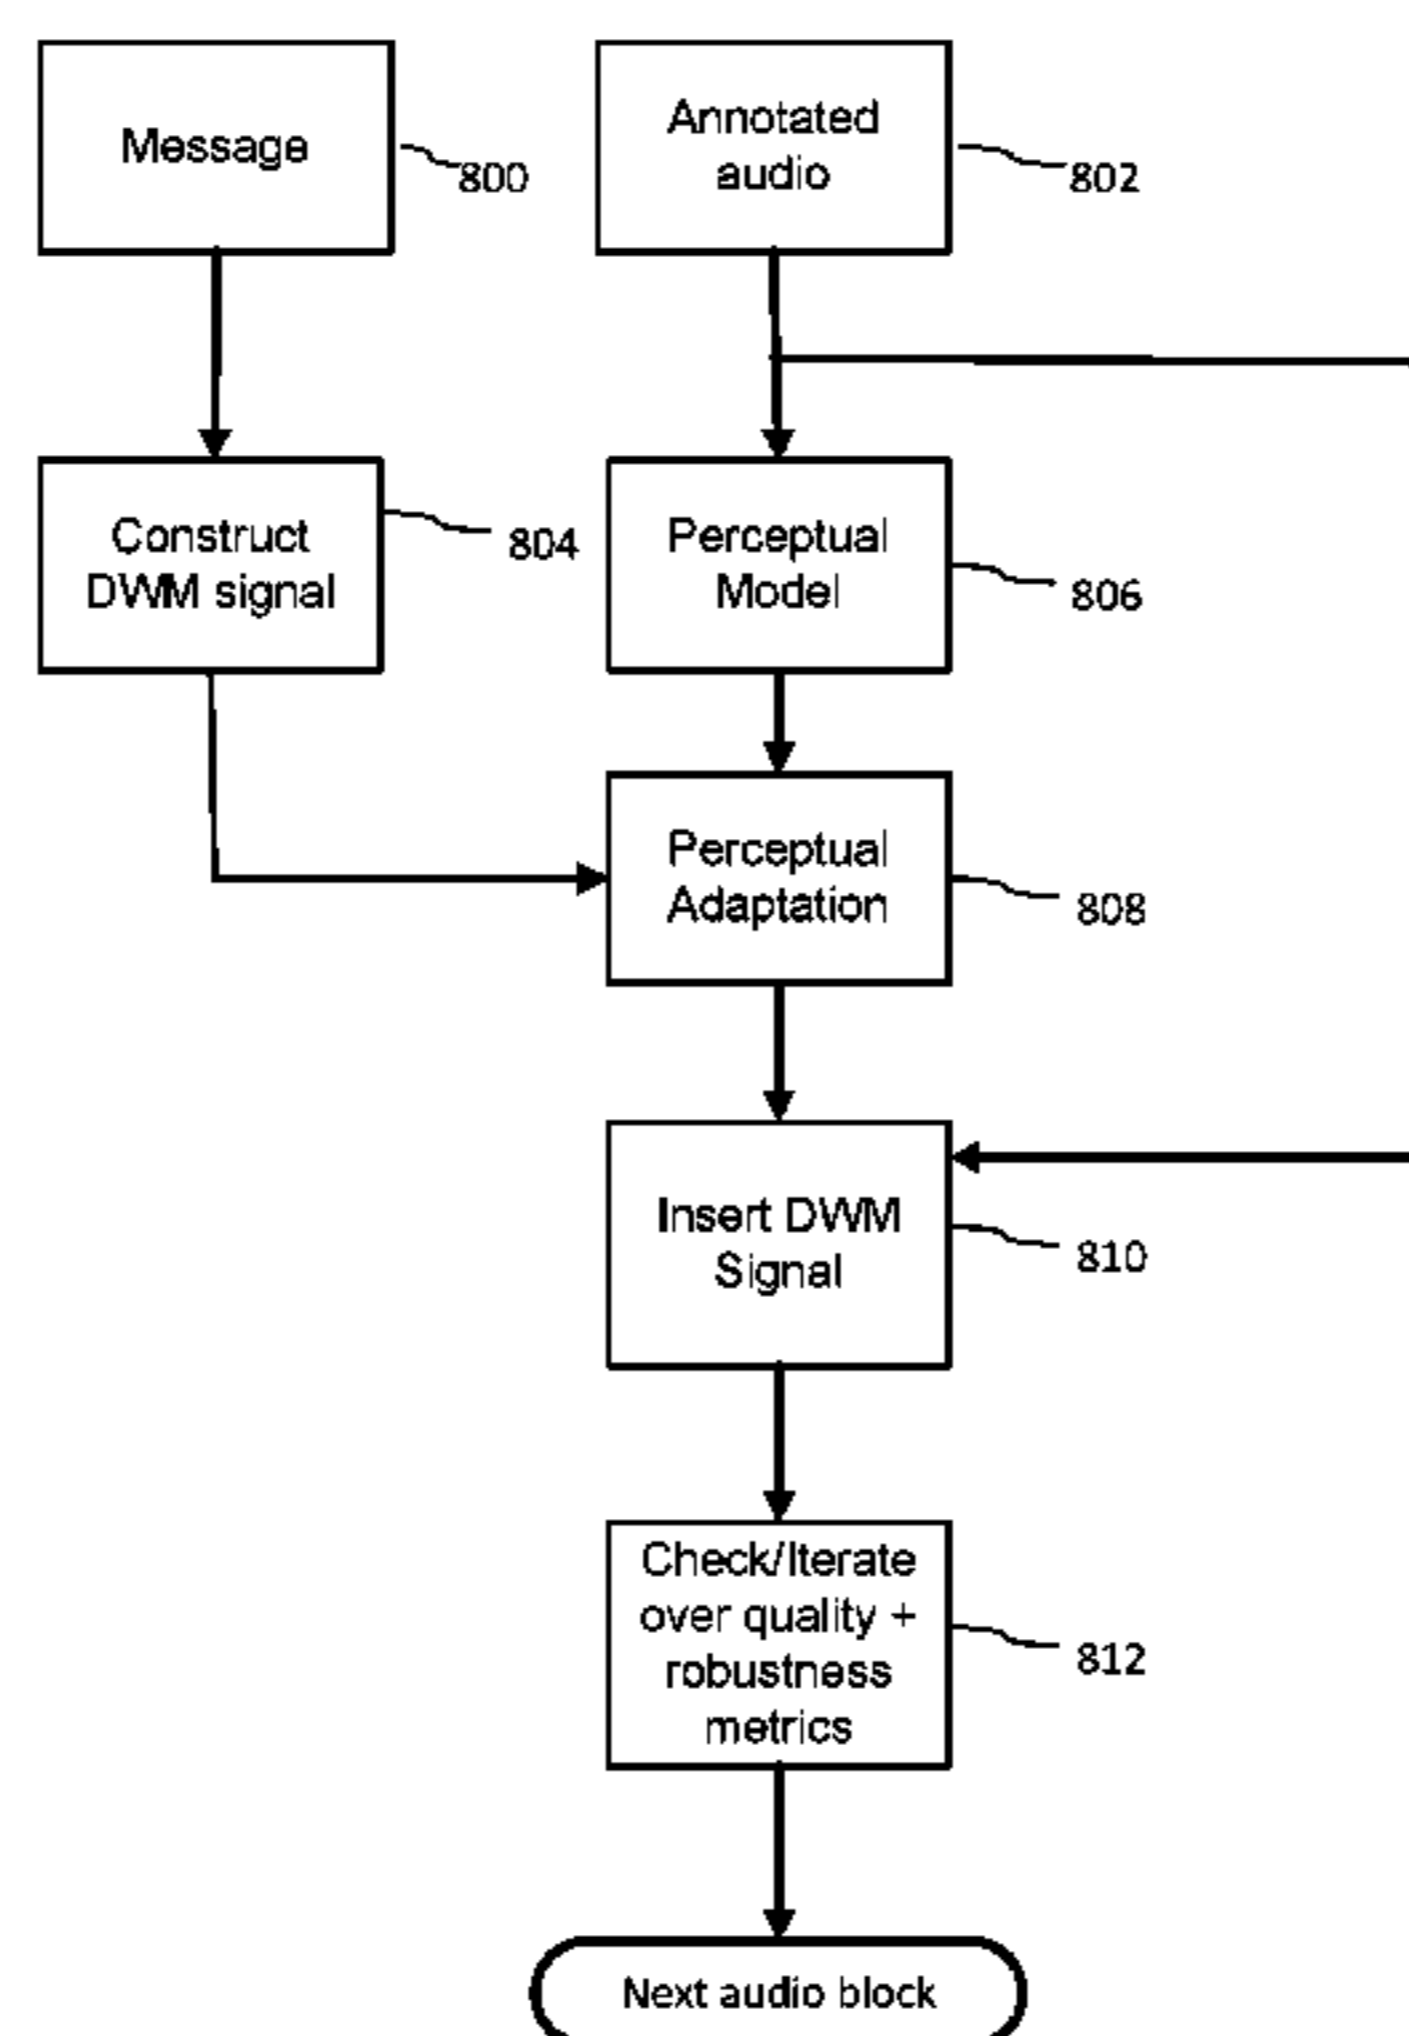 Message
800
Annotated
audio
802
Construct
DWM signal
804
Perceptual
Model
806
Perceptual
Adaptation
808
Insert DWM
Signal
810
Check/Iterate
over quality +
robustness
metrics
812
Next audio block